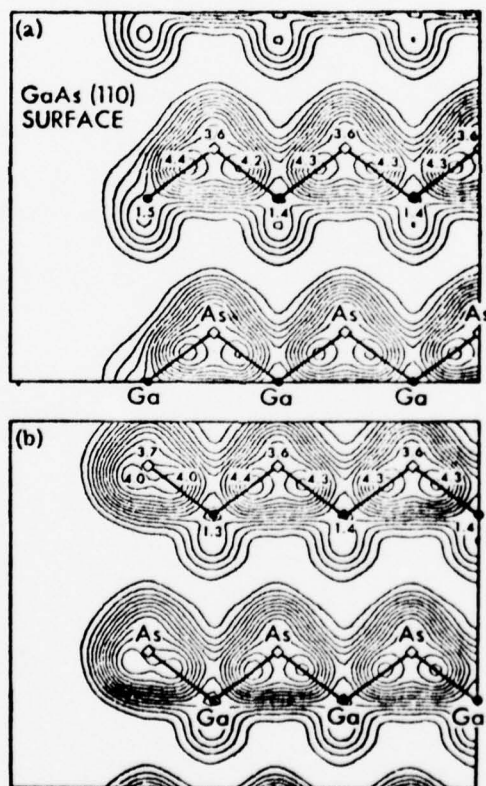 (a)
GaAs (110)
SURFACE
3.6 3.6 3.6
4.4 4.2 4.3 4.3 4.3
1.5 1.4 1.4
As As As
Ga Ga Ga
(b)
3.7 3.6 3.6
4.0 4.0 4.4 4.3 4.3 4.3
1.3 1.4 1.4
As As As
Ga Ga Ga